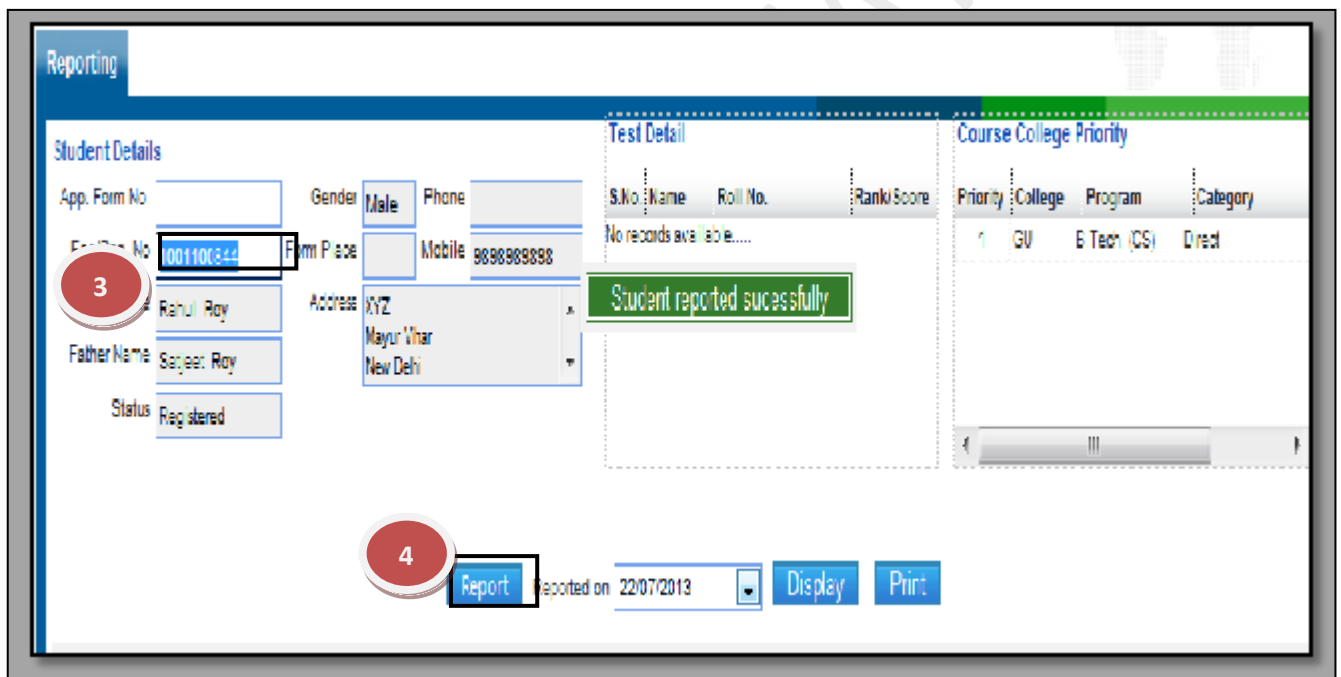 Reporting
Student Details
App. Form No
Gender Male
Phone
No
Form Place
Mobile 9898989898
3
Rahul Roy
Address XYZ
Mayur Vihar
New Delhi
Father Name Satjeet Roy
Status Registered
Test Detail
S.No. Name Roll No. Rank/Score
No records available.....
Student reported sucessfully
Course College Priority
Priority College Program Category
1 GU B Tech (CS) Direct
4
Report Reported on 22/07/2013 Display Print